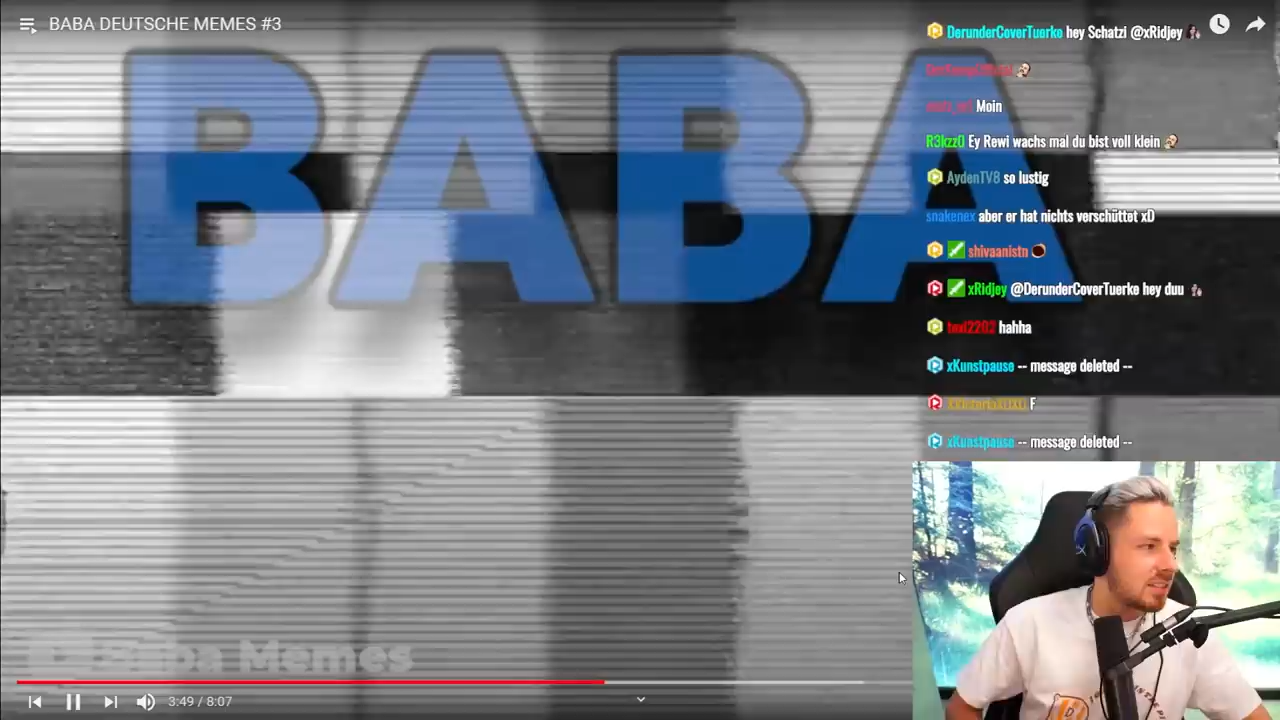 BABA DEUTSCHE MEMES #3
BABA
DerunderCoverTuerke hey Schatzi @xRidjey
Moin
R3kzz0 Ey Rewi wachs mal du bist voll klein
AydenTV8 so lustig
snakenex aber er hat nichts verschüttet xD
shivaanistn
xRidjey @DerunderCoverTuerke hey duu
hahha
xKunstpause -- message deleted --
F
xKunstpause -- message deleted --
Baba Memes
3:49 / 8:07